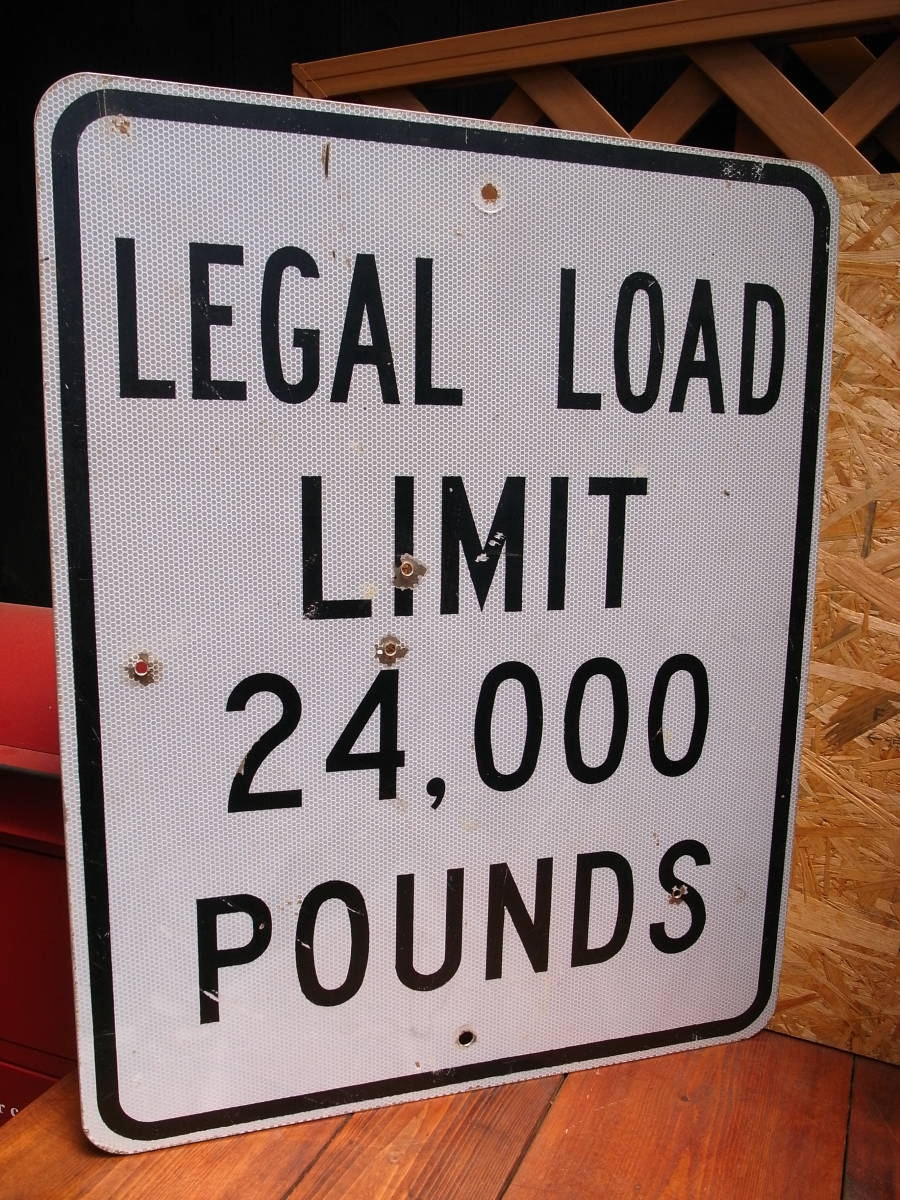 LEGAL LOAD
LIMIT
24,000
POUNDS